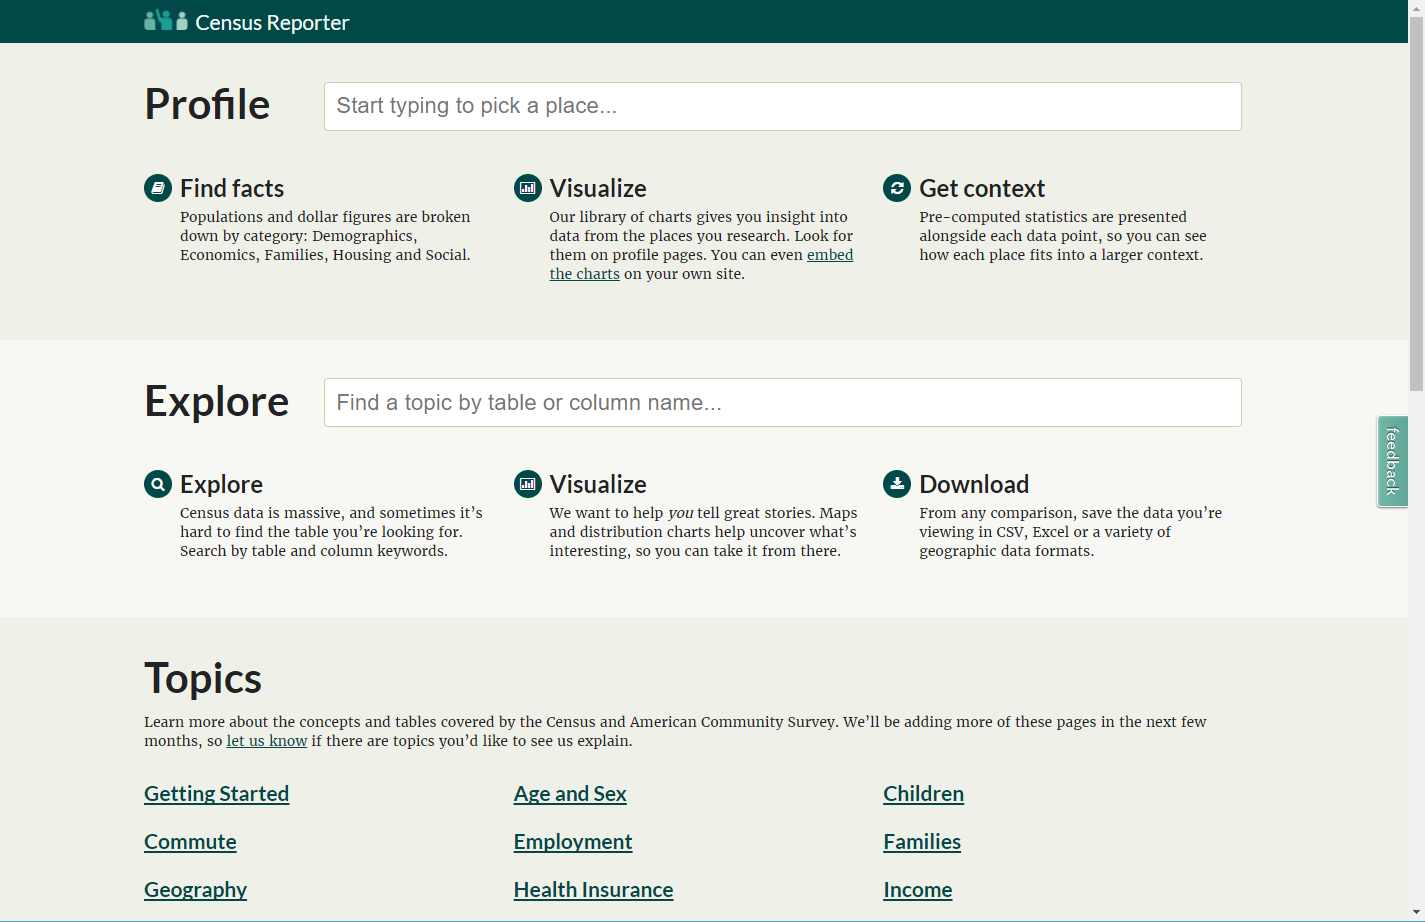 Census Reporter
Profile
Start typing to pick a place...
Find facts
Populations and dollar figures are broken
down by category: Demographics,
Economics, Families, Housing and Social.
Visualize
Our library of charts gives you insight into
data from the places you research. Look for
them on profile pages. You can even embed
the charts on your own site.
Get context
Pre-computed statistics are presented
alongside each data point, so you can see
how each place fits into a larger context.
Explore
Find a topic by table or column name...
Explore
Census data is massive, and sometimes it’s
hard to find the table you’re looking for.
Search by table and column keywords.
Visualize
We want to help you tell great stories. Maps
and distribution charts help uncover what’s
interesting, so you can take it from there.
Download
From any comparison, save the data you’re
viewing in CSV, Excel or a variety of
geographic data formats.
feedback
Topics
Learn more about the concepts and tables covered by the Census and American Community Survey. We’ll be adding more of these pages in the next few
months, so let us know if there are topics you’d like to see us explain.
Getting Started
Age and Sex
Children
Commute
Employment
Families
Geography
Health Insurance
Income